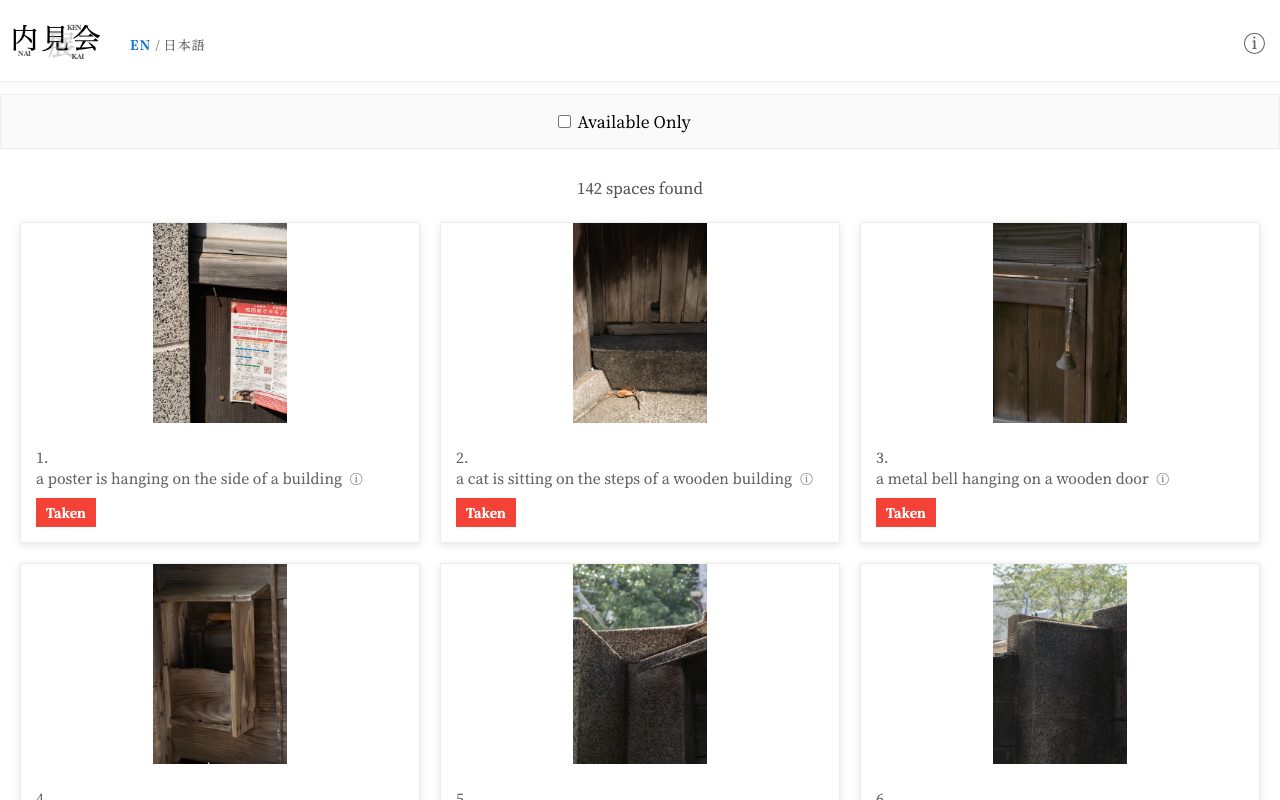 内見会
展
NAI
KEN
KAI
EN / 日本語
Available Only
142 spaces found
1.
a poster is hanging on the side of a building ⓘ
Taken
2.
a cat is sitting on the steps of a wooden building ⓘ
Taken
3.
a metal bell hanging on a wooden door ⓘ
Taken
4.
5.
6.